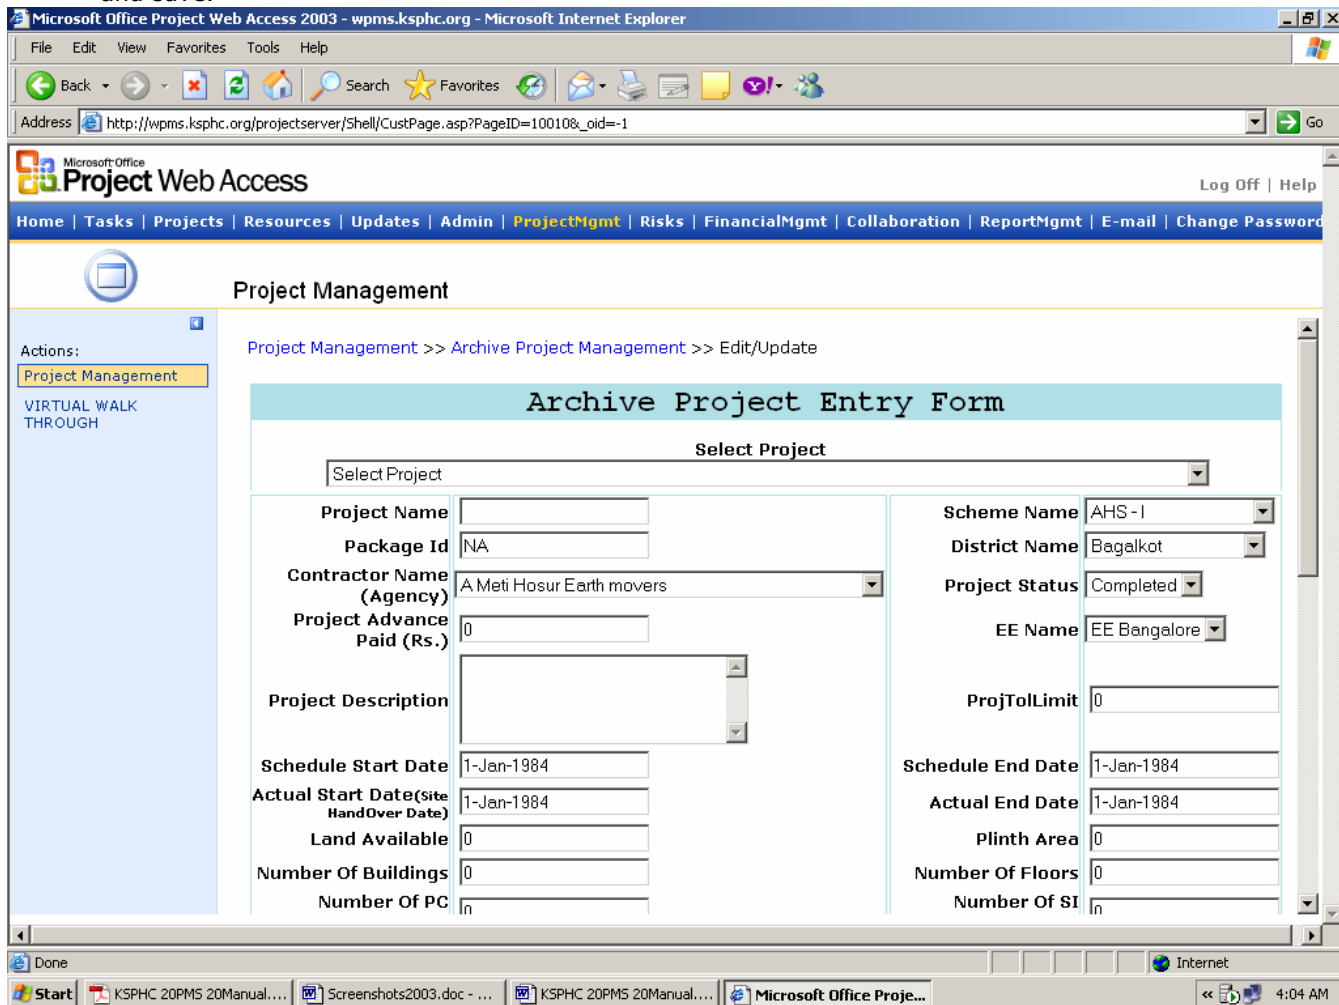 and save.
Microsoft Office Project Web Access 2003 - wpms.ksphc.org - Microsoft Internet Explorer
File Edit View Favorites Tools Help
Back Search Favorites
Address http://wpms.ksphc.org/projectserver/Shell/CustPage.asp?PageID=10010&_oid=-1 Go
Microsoft Office
Project Web Access
Log Off | Help
Home | Tasks | Projects | Resources | Updates | Admin | ProjectMgmt | Risks | FinancialMgmt | Collaboration | ReportMgmt | E-mail | Change Password
Project Management
Actions:
Project Management
VIRTUAL WALK
THROUGH
Project Management >> Archive Project Management >> Edit/Update
Archive Project Entry Form
Select Project
Select Project
Project Name Scheme Name AHS - I
Package Id NA District Name Bagalkot
Contractor Name
(Agency) A Meti Hosur Earth movers Project Status Completed
Project Advance
Paid (Rs.) 0 EE Name EE Bangalore
Project Description ProjTolLimit 0
Schedule Start Date 1-Jan-1984 Schedule End Date 1-Jan-1984
Actual Start Date(Site
HandOver Date) 1-Jan-1984 Actual End Date 1-Jan-1984
Land Available 0 Plinth Area 0
Number Of Buildings 0 Number Of Floors 0
Number Of PC 0 Number Of SI 0
Done Internet
Start KSPHC 20PMS 20Manual.... Screenshots2003.doc - ... KSPHC 20PMS 20Manual.... Microsoft Office Proje... « 4:04 AM